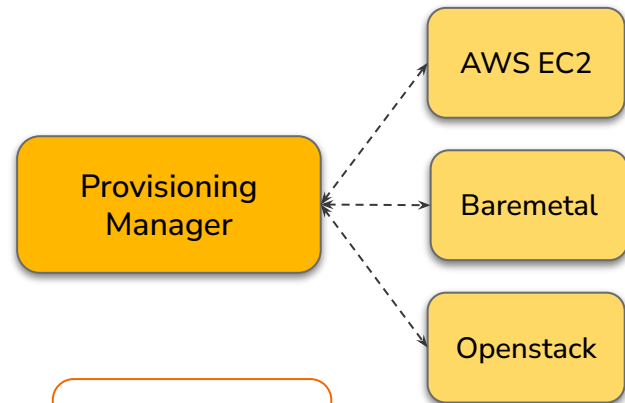 AWS EC2
Provisioning
Manager
Baremetal
Openstack